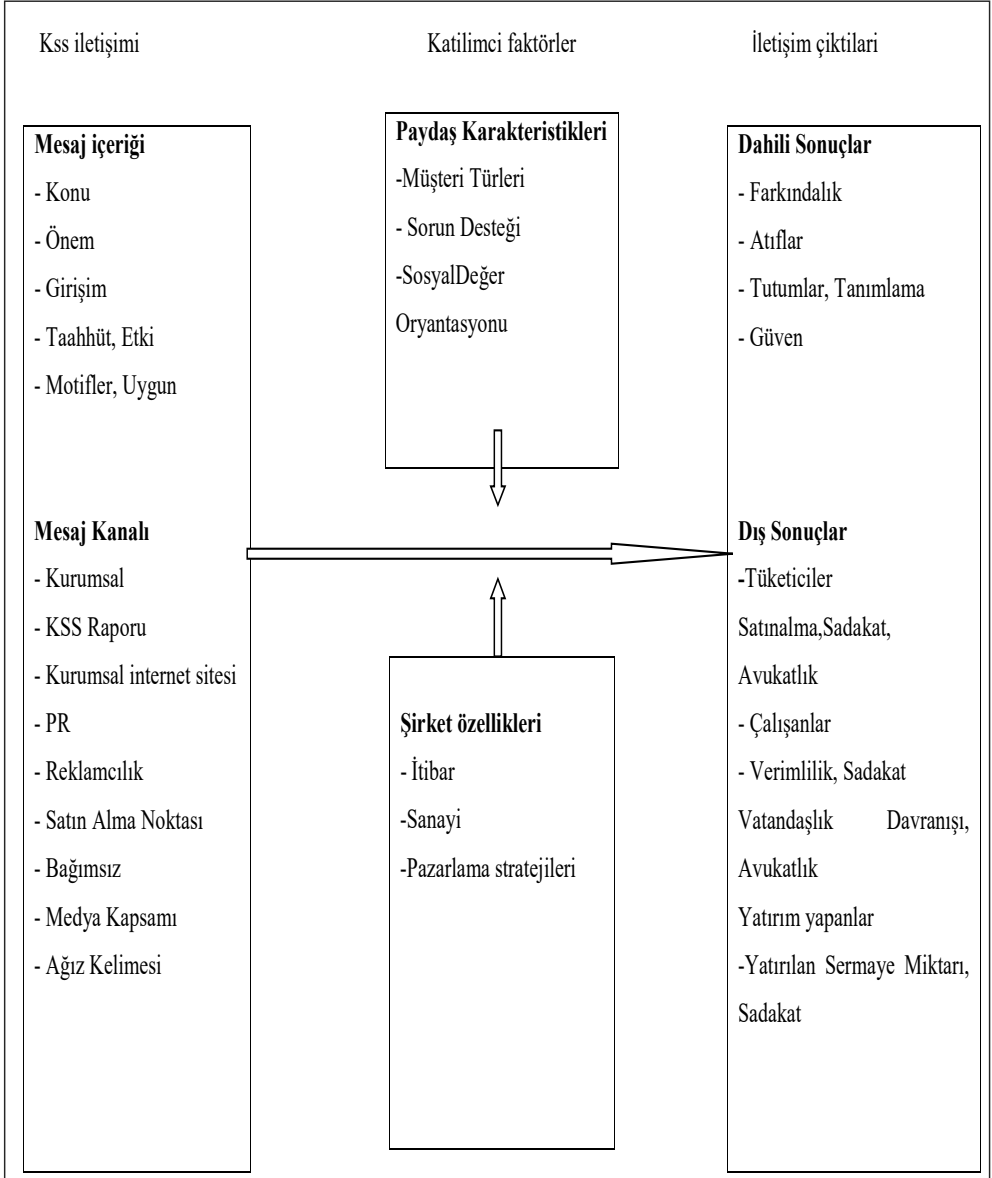 Kss iletişimi
Katilimci faktörler
İletişim çiktilari
Mesaj içeriği
- Konu
- Önem
- Girişim
- Taahhüt, Etki
- Motifler, Uygun
Mesaj Kanalı
- Kurumsal
- KSS Raporu
- Kurumsal internet sitesi
- PR
- Reklamcılık
- Satın Alma Noktası
- Bağımsız
- Medya Kapsamı
- Ağız Kelimesi
Paydaş Karakteristikleri
-Müşteri Türleri
- Sorun Desteği
-SosyalDeğer
Oryantasyonu
Şirket özellikleri
- İtibar
-Sanayi
-Pazarlama stratejileri
Dahili Sonuçlar
- Farkındalık
- Atıflar
- Tutumlar, Tanımlama
- Güven
Dış Sonuçlar
-Tüketiciler
Satınalma,Sadakat,
Avukatlık
- Çalışanlar
- Verimlilik, Sadakat
Vatandaşlık Davranışı,
Avukatlık
Yatırım yapanlar
-Yatırılan Sermaye Miktarı,
Sadakat